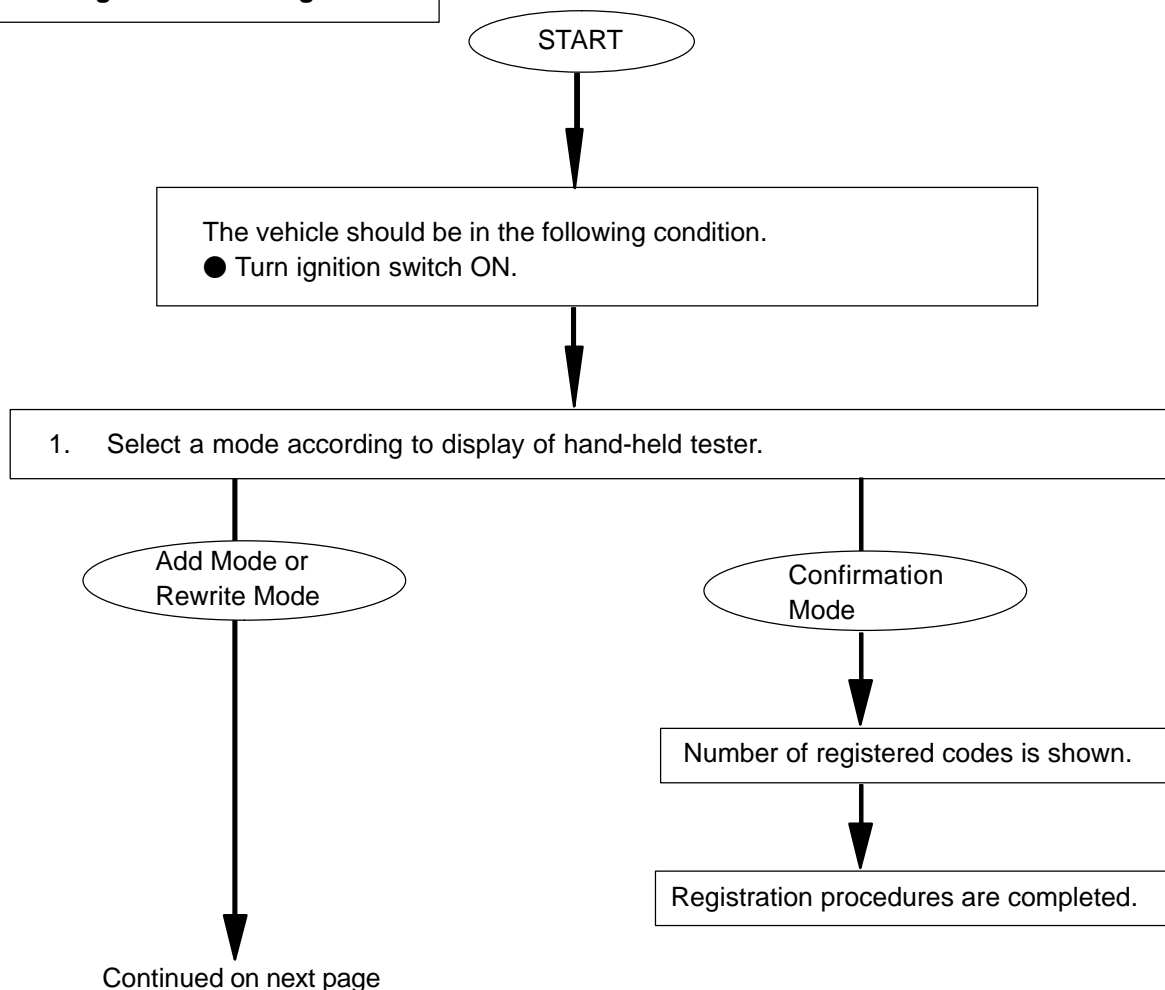 START
The vehicle should be in the following condition.
● Turn ignition switch ON.
1. Select a mode according to display of hand-held tester.
Add Mode or
Rewrite Mode
Confirmation
Mode
Number of registered codes is shown.
Registration procedures are completed.
Continued on next page